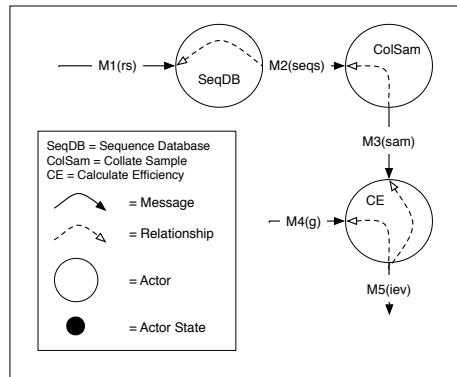 M1(rs)
SeqDB
M2(seqs)
ColSam
M3(sam)
CE
M4(g)
M5(iev)
SeqDB = Sequence Database
ColSam = Collate Sample
CE = Calculate Efficiency
= Message
= Relationship
= Actor
= Actor State